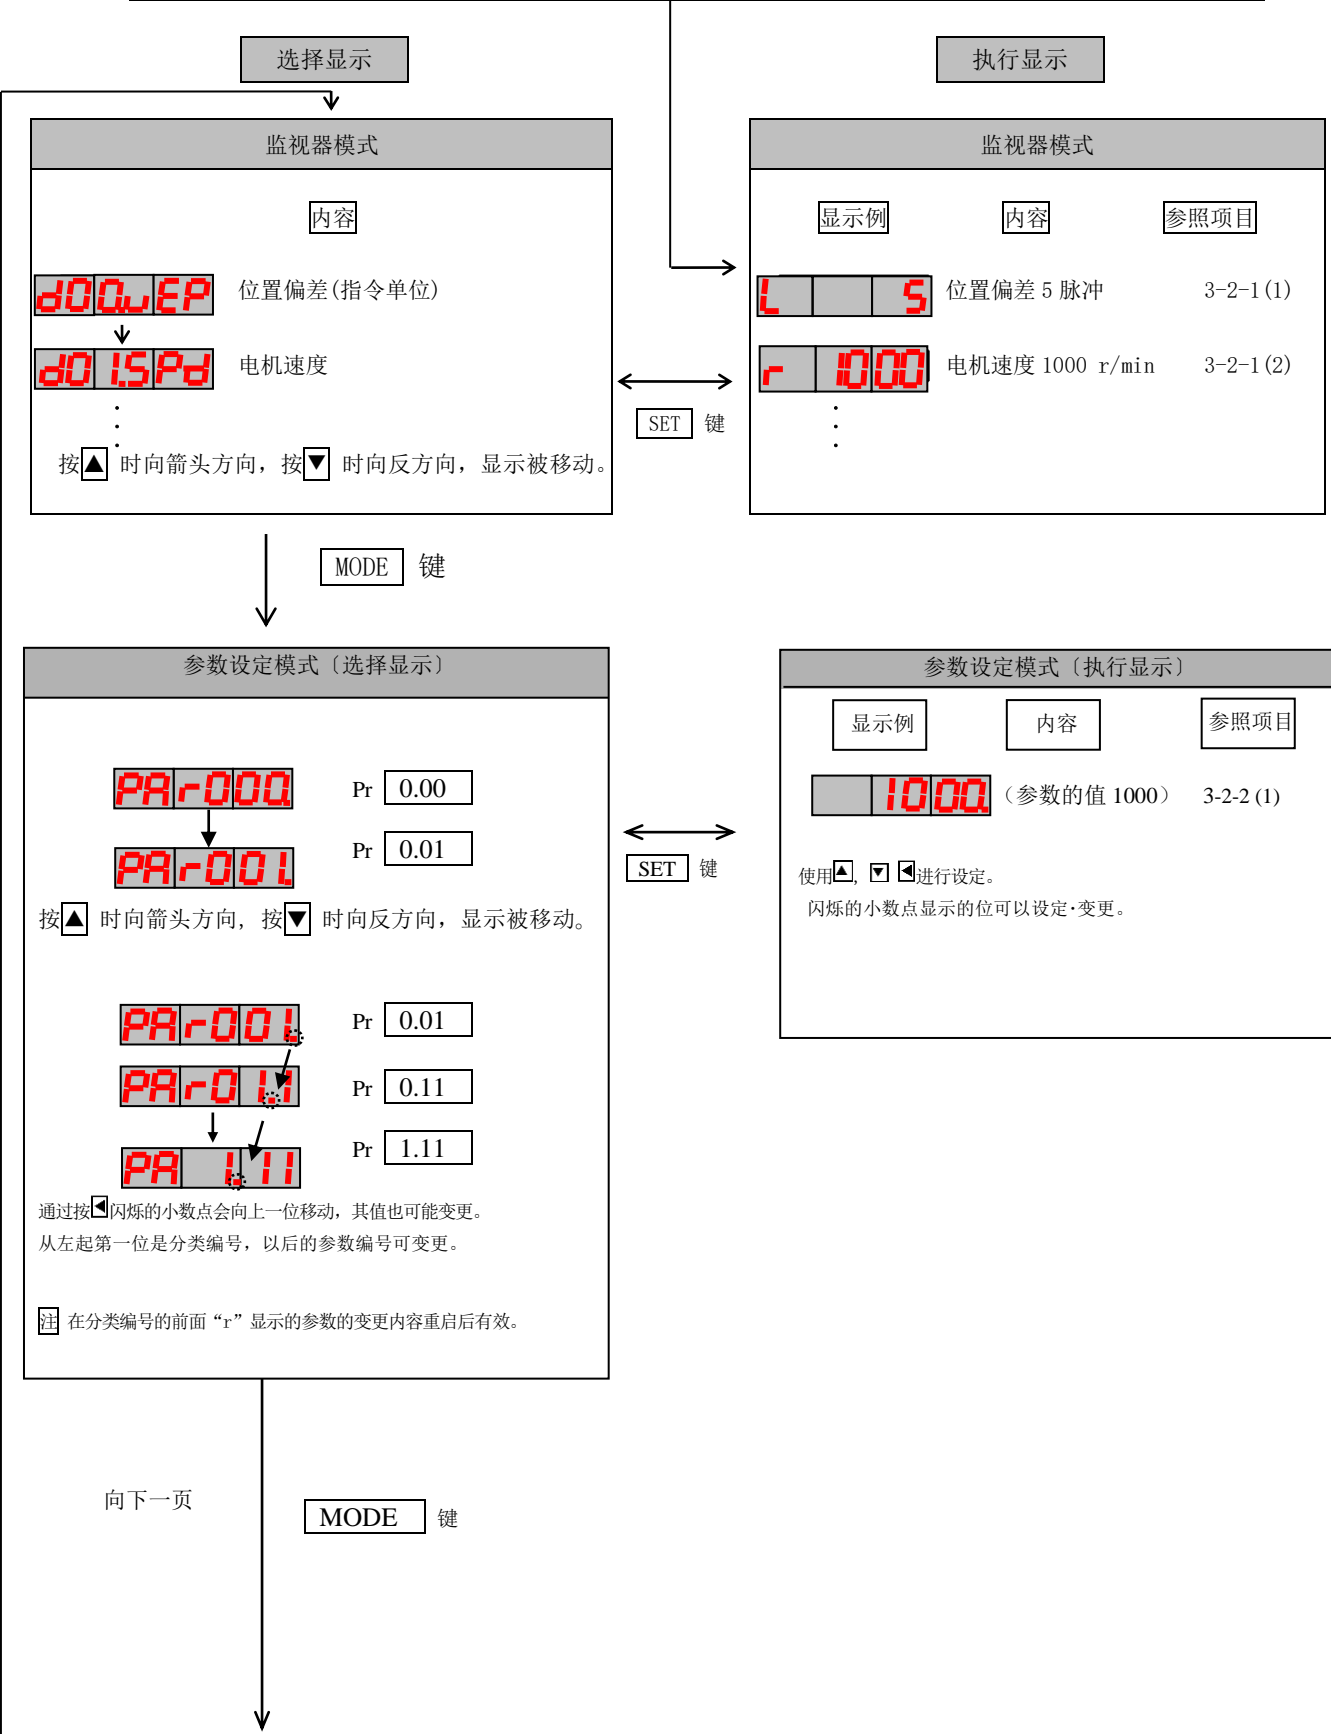 选择显示
执行显示
监视器模式
内容
d00.uEP 位置偏差(指令单位)
d01.SPd 电机速度
按▲ 时向箭头方向，按▼ 时向反方向，显示被移动。
SET 键
监视器模式
显示例 内容 参照项目
L 5 位置偏差 5 脉冲 3-2-1(1)
r 1000 电机速度 1000 r/min 3-2-1(2)
MODE 键
参数设定模式〔选择显示〕
PAr000. Pr 0.00
PAr001. Pr 0.01
按▲ 时向箭头方向, 按▼ 时向反方向，显示被移动。
PAr001. Pr 0.01
PAr01.1 Pr 0.11
PA 1.11 Pr 1.11
通过按◀闪烁的小数点会向上一位移动，其值也可能变更。
从左起第一位是分类编号，以后的参数编号可变更。
注 在分类编号的前面“r”显示的参数的变更内容重启后有效。
SET 键
参数设定模式〔执行显示〕
显示例 内容 参照项目
1000. （参数的值 1000） 3-2-2 (1)
使用▲, ▼ ◀进行设定。
闪烁的小数点显示的位可以设定·变更。
向下一页
MODE 键